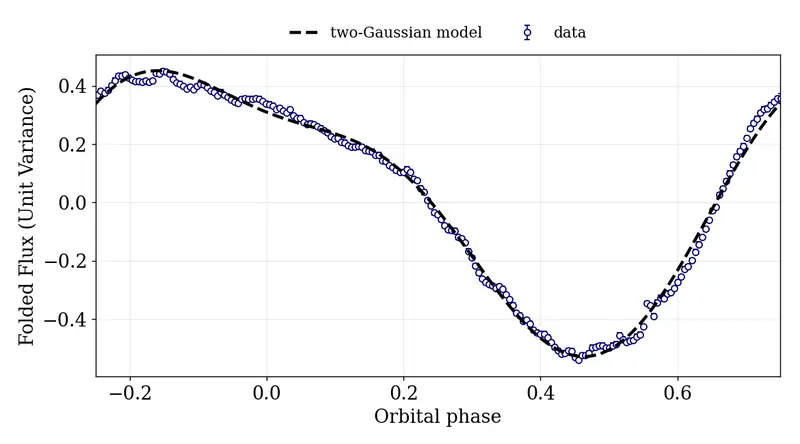 two-Gaussian model
data
Folded Flux (Unit Variance)
0.4
0.2
0.0
−0.2
−0.4
−0.2
0.0
0.2
0.4
0.6
Orbital phase